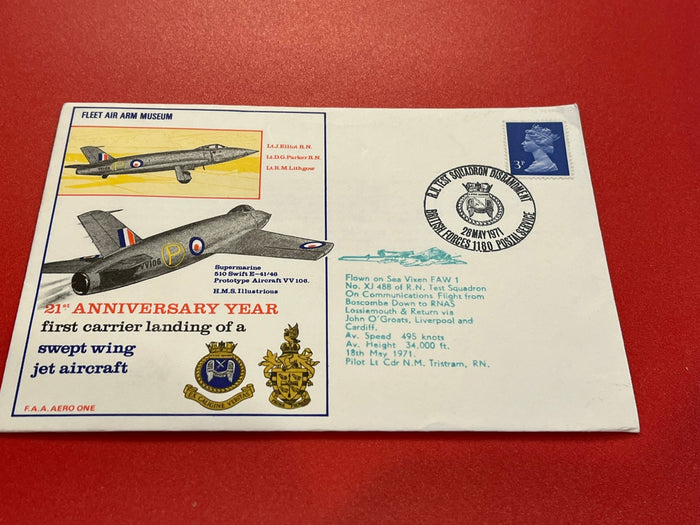 FLEET AIR ARM MUSEUM
Lt.J.Elliot R.N.
Lt.D.G.Parker R.N.
Lt.R.M.Lithgow
P
VV106
Supermarine
510 Swift E-41/46
Prototype Aircraft VV 106.
H.M.S. Illustrious
21st ANNIVERSARY YEAR
first carrier landing of a
swept wing
jet aircraft
F.A.A. AERO ONE
3P
R.N. TEST SQUADRON DISBANDMENT
28 MAY 1971
BRITISH FORCES 1180 POSTAL SERVICE
Flown on Sea Vixen FAW 1
No. XJ 488 of R.N. Test Squadron
On Communications Flight from
Boscombe Down to RNAS
Lossiemouth & Return via
John O'Groats, Liverpool and
Cardiff.
Av. Speed 495 knots
Av. Height 34,000 ft.
18th May 1971.
Pilot Lt Cdr N.M. Tristram, RN.